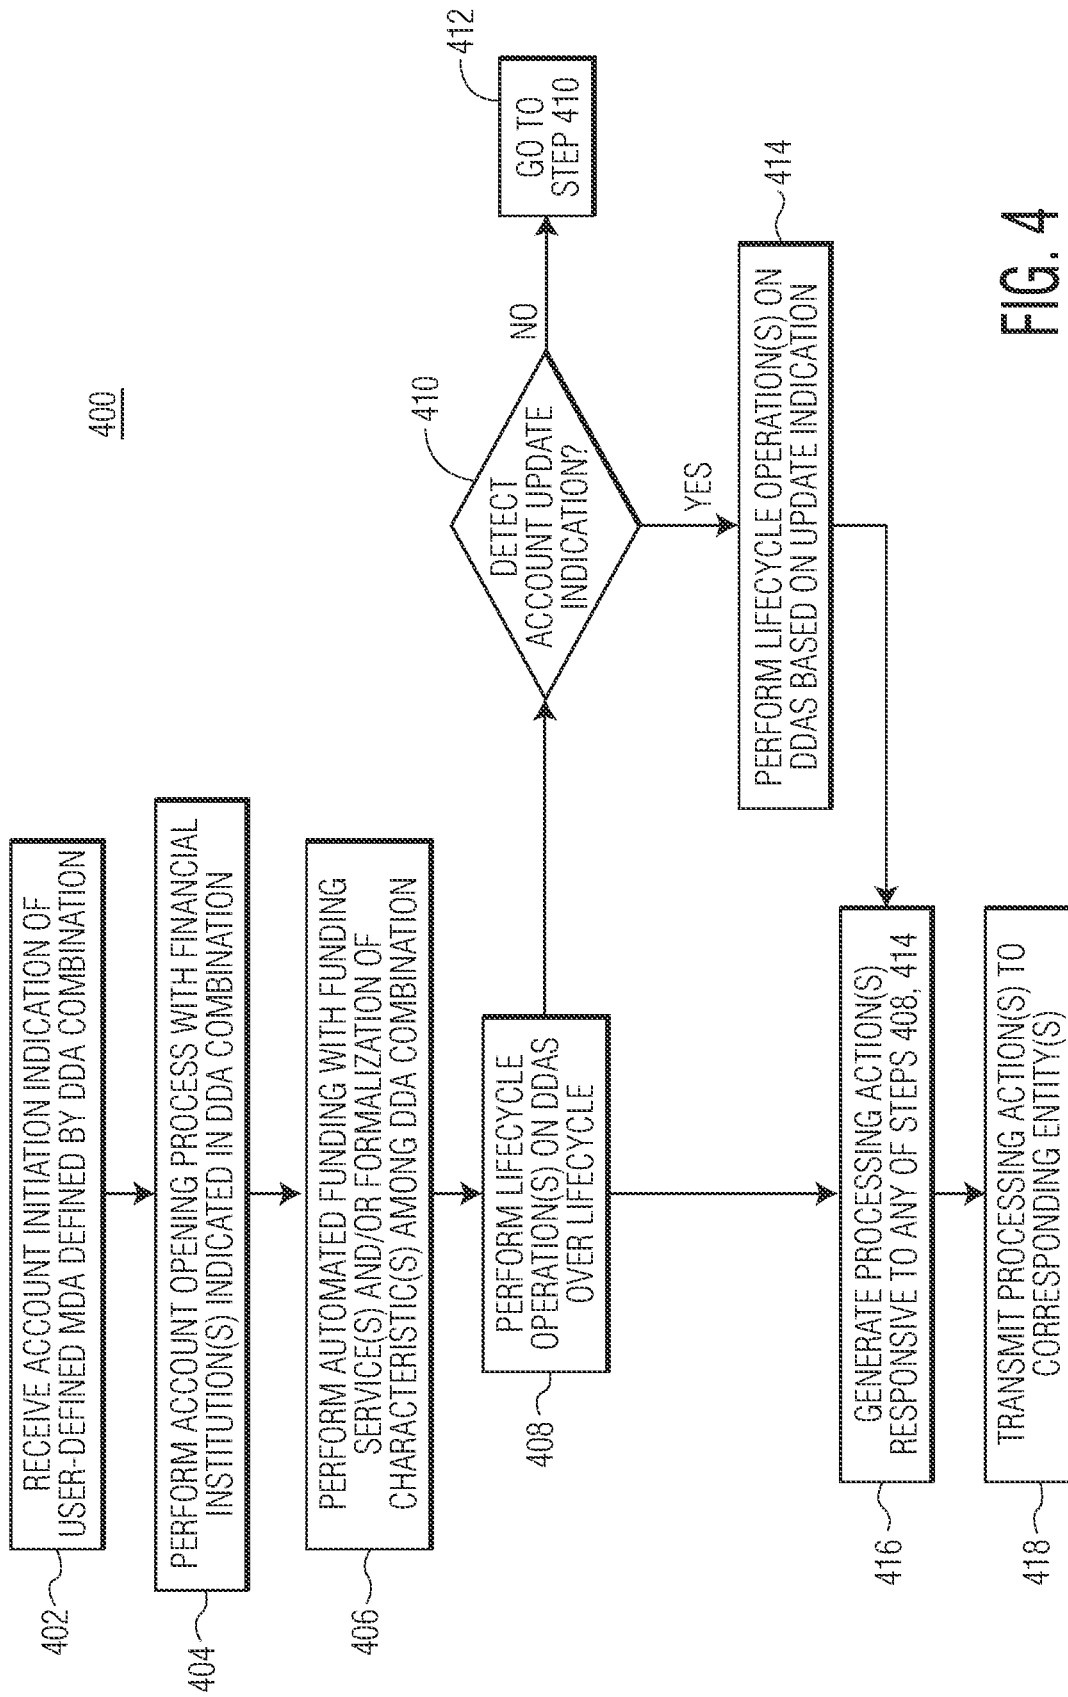 400
402
RECEIVE ACCOUNT INITIATION INDICATION OF
USER-DEFINED MDA DEFINED BY DDA COMBINATION
404
PERFORM ACCOUNT OPENING PROCESS WITH FINANCIAL
INSTITUTION(S) INDICATED IN DDA COMBINATION
406
PERFORM AUTOMATED FUNDING WITH FUNDING
SERVICE(S) AND/OR FORMALIZATION OF
CHARACTERISTIC(S) AMONG DDA COMBINATION
408
PERFORM LIFECYCLE
OPERATION(S) ON DDAS
OVER LIFECYCLE
410
DETECT
ACCOUNT UPDATE
INDICATION?
NO
412
GO TO
STEP 410
YES
414
PERFORM LIFECYCLE OPERATION(S) ON
DDAS BASED ON UPDATE INDICATION
416
GENERATE PROCESSING ACTION(S)
RESPONSIVE TO ANY OF STEPS 408, 414
418
TRANSMIT PROCESSING ACTION(S) TO
CORRESPONDING ENTITY(S)
FIG. 4